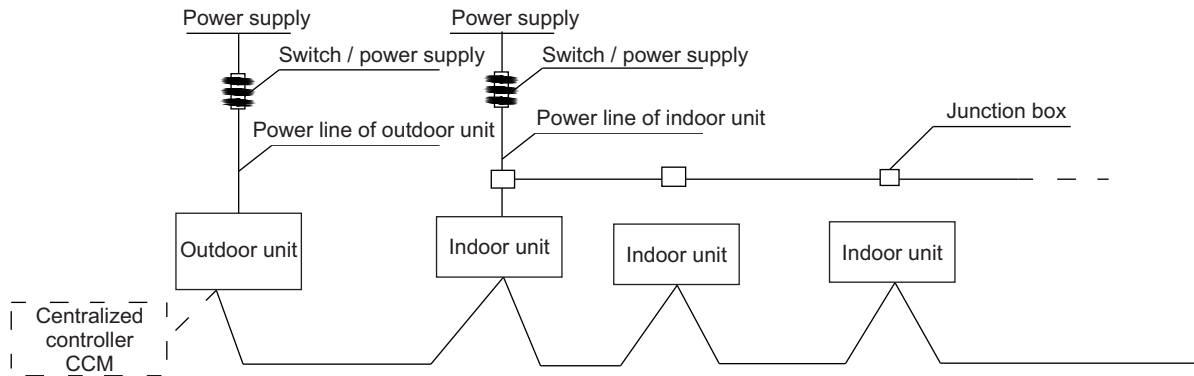 Power supply
Power supply
Switch / power supply
Switch / power supply
Power line of outdoor unit
Power line of indoor unit
Junction box
Outdoor unit
Indoor unit
Indoor unit
Indoor unit
Centralized
controller
CCM